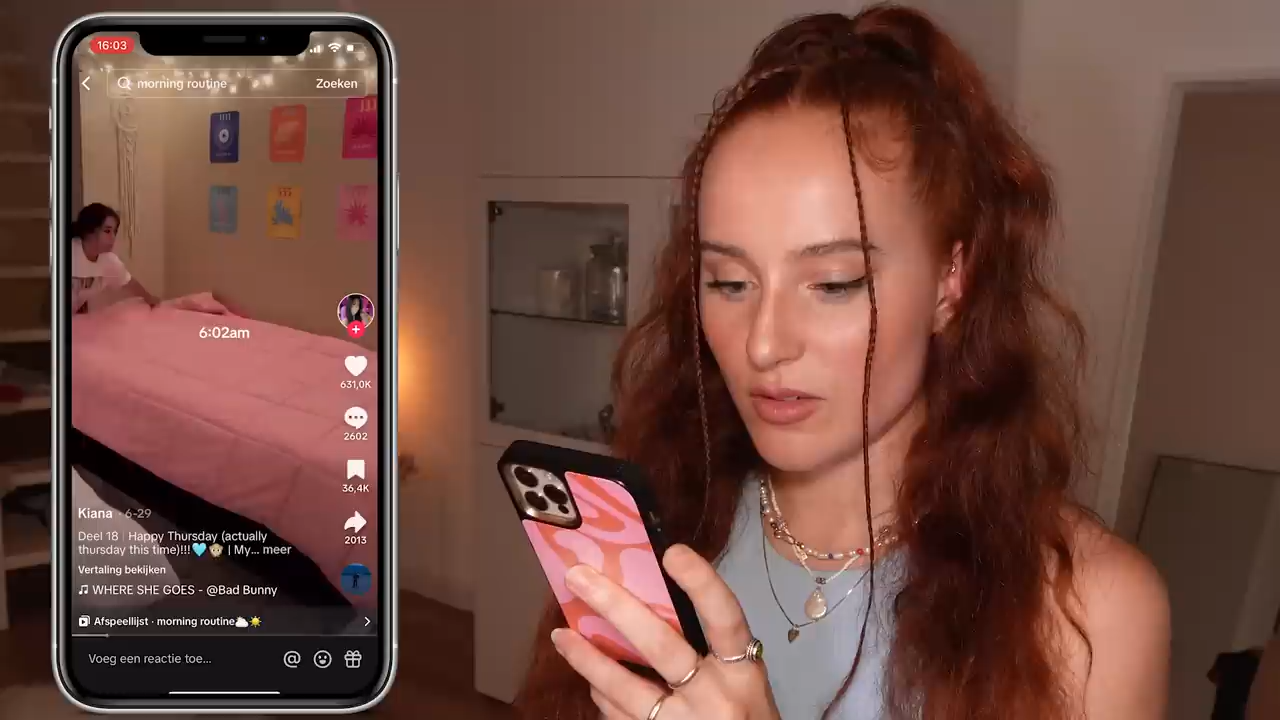 16:03
morning routine
Zoeken
6:02am
631,0K
2602
36,4K
2013
Kiana · 6-29
Deel 18 | Happy Thursday (actually
thursday this time)!!!🩵👵🏼 | My... meer
Vertaling bekijken
WHERE SHE GOES - @Bad Bunny
Afspeellijst · morning routine☁️☀️
Voeg een reactie toe...